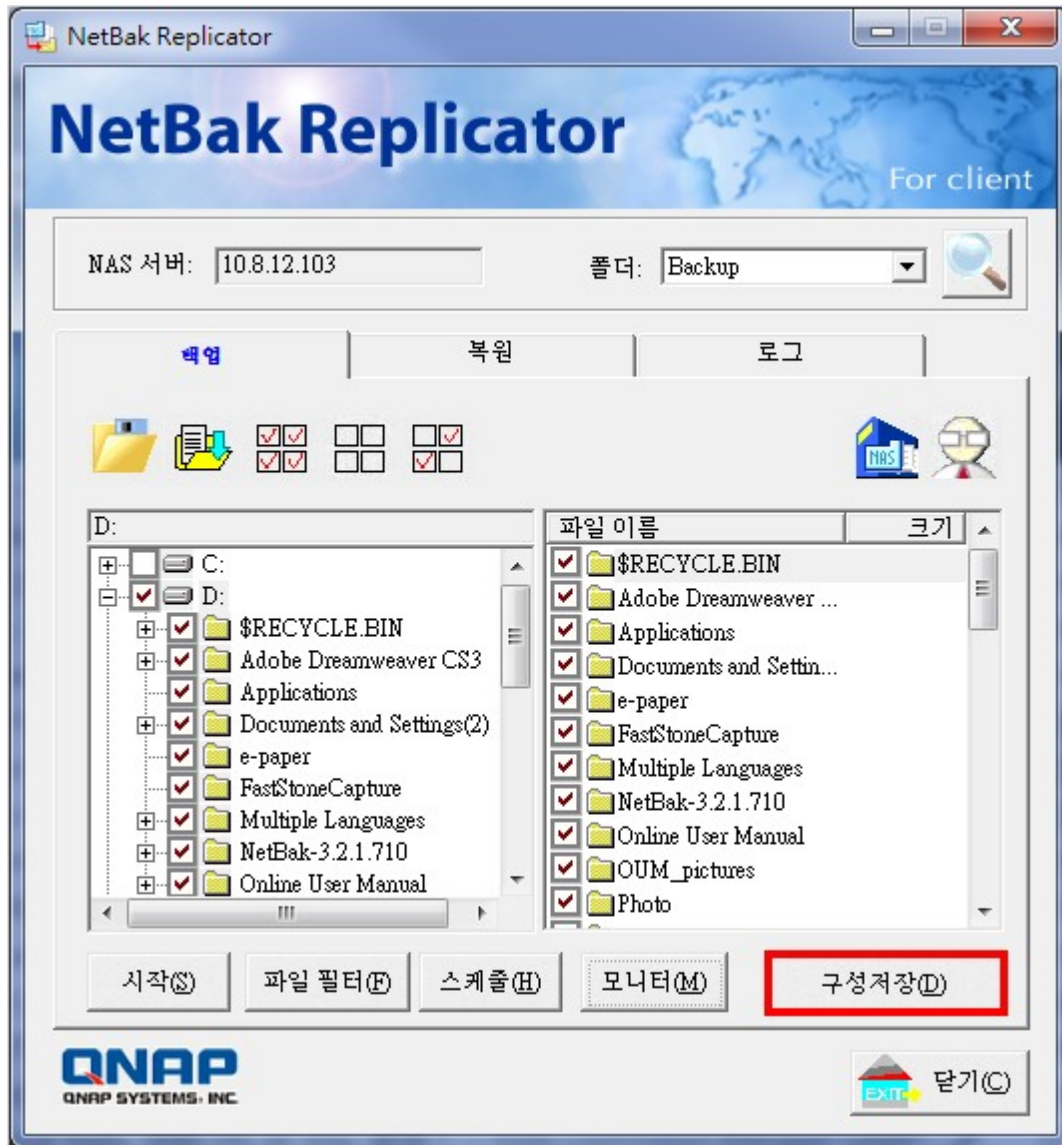 NetBak Replicator
NetBak Replicator
For client
NAS 서버: 10.8.12.103 폴더: Backup
백업 복원 로그
NAS
D:
C:
D:
$RECYCLE.BIN
Adobe Dreamweaver CS3
Applications
Documents and Settings(2)
e-paper
FastStoneCapture
Multiple Languages
NetBak-3.2.1.710
Online User Manual
파일 이름 크기
$RECYCLE.BIN
Adobe Dreamweaver ...
Applications
Documents and Settin...
e-paper
FastStoneCapture
Multiple Languages
NetBak-3.2.1.710
Online User Manual
OUM_pictures
Photo
시작(S) 파일 필터(F) 스케줄(H) 모니터(M) 구성저장(D)
QNAP
QNAP SYSTEMS, INC.
EXIT 닫기(C)